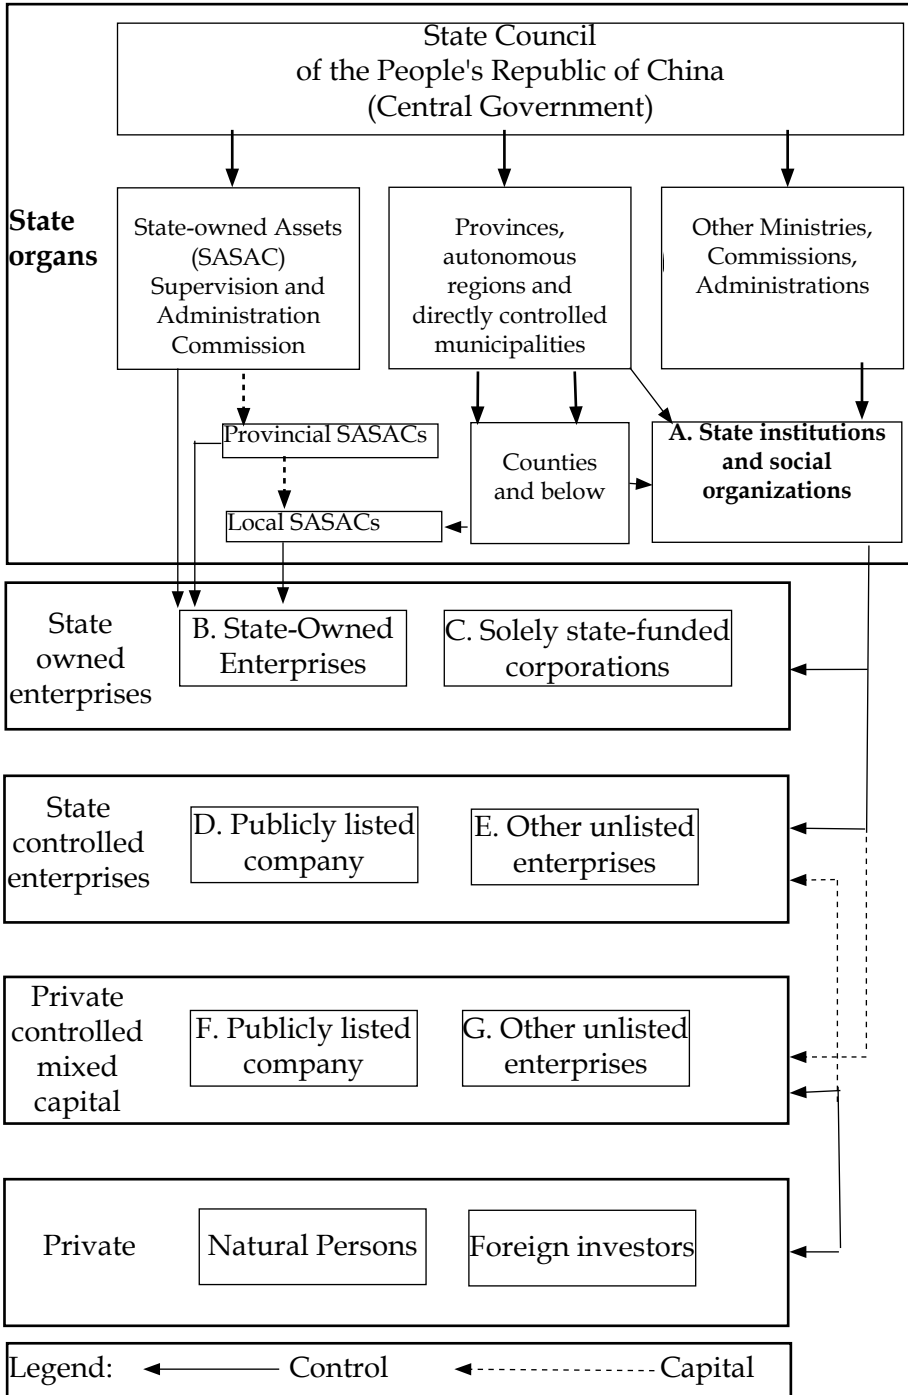 State Council
of the People's Republic of China
(Central Government)
State
organs
State-owned Assets
(SASAC)
Supervision and
Administration
Commission
Provinces,
autonomous
regions and
directly controlled
municipalities
Other Ministries,
Commissions,
Administrations
Provincial SASACs
Local SASACs
Counties
and below
A. State institutions
and social
organizations
State
owned
enterprises
B. State-Owned
Enterprises
C. Solely state-funded
corporations
State
controlled
enterprises
D. Publicly listed
company
E. Other unlisted
enterprises
Private
controlled
mixed
capital
F. Publicly listed
company
G. Other unlisted
enterprises
Private
Natural Persons
Foreign investors
Legend:
Control
Capital